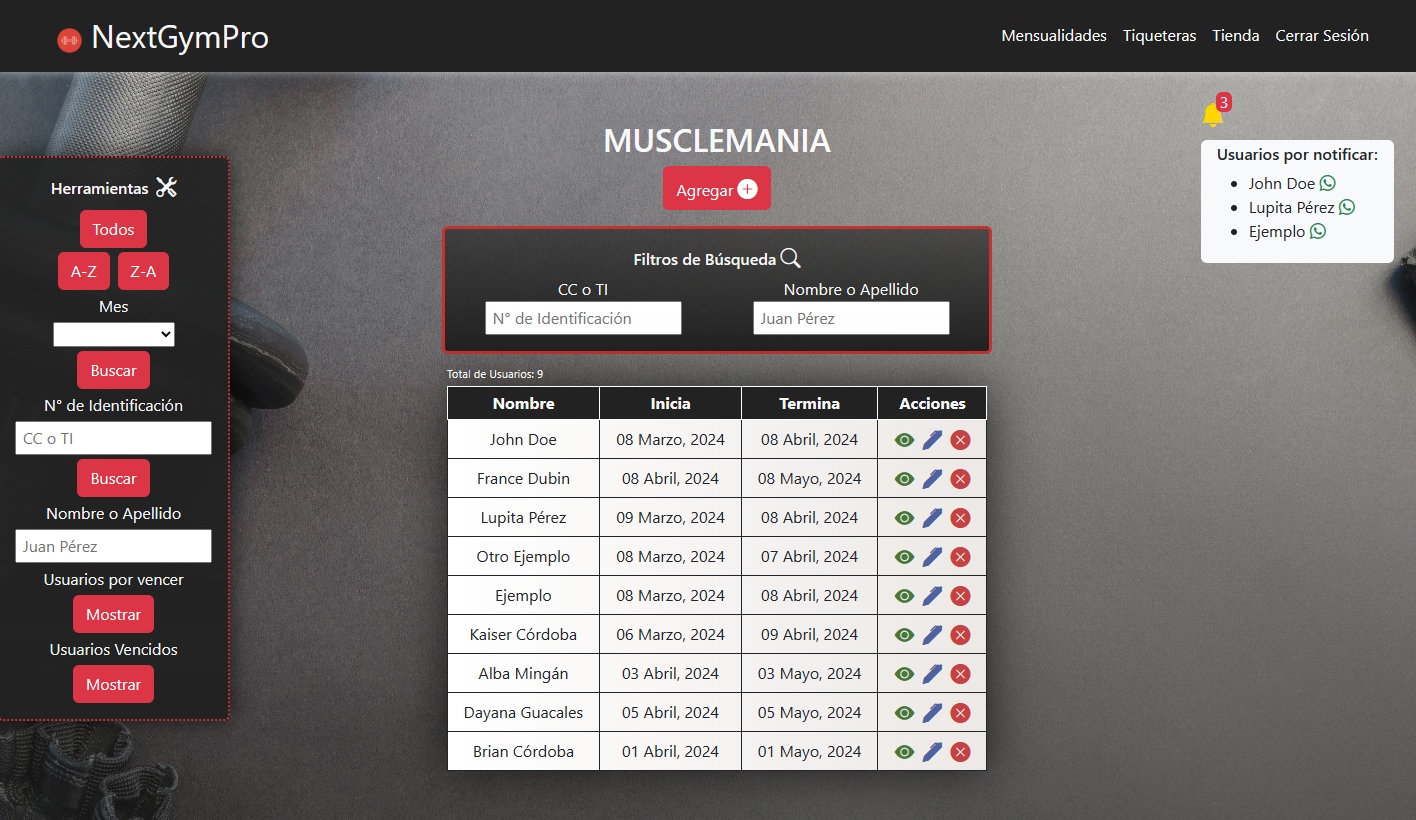 NextGymPro
Mensualidades Tiqueteras Tienda Cerrar Sesión
3
Usuarios por notificar:
John Doe
Lupita Pérez
Ejemplo
MUSCLEMANIA
Agregar
Herramientas
Todos
A-Z Z-A
Mes
Buscar
N° de Identificación
CC o TI
Buscar
Nombre o Apellido
Juan Pérez
Usuarios por vencer
Mostrar
Usuarios Vencidos
Mostrar
Filtros de Búsqueda
CC o TI Nombre o Apellido
N° de Identificación Juan Pérez
Total de Usuarios: 9
Nombre Inicia Termina Acciones
John Doe 08 Marzo, 2024 08 Abril, 2024
France Dubin 08 Abril, 2024 08 Mayo, 2024
Lupita Pérez 09 Marzo, 2024 08 Abril, 2024
Otro Ejemplo 08 Marzo, 2024 07 Abril, 2024
Ejemplo 08 Marzo, 2024 08 Abril, 2024
Kaiser Córdoba 06 Marzo, 2024 09 Abril, 2024
Alba Mingán 03 Abril, 2024 03 Mayo, 2024
Dayana Guacales 05 Abril, 2024 05 Mayo, 2024
Brian Córdoba 01 Abril, 2024 01 Mayo, 2024